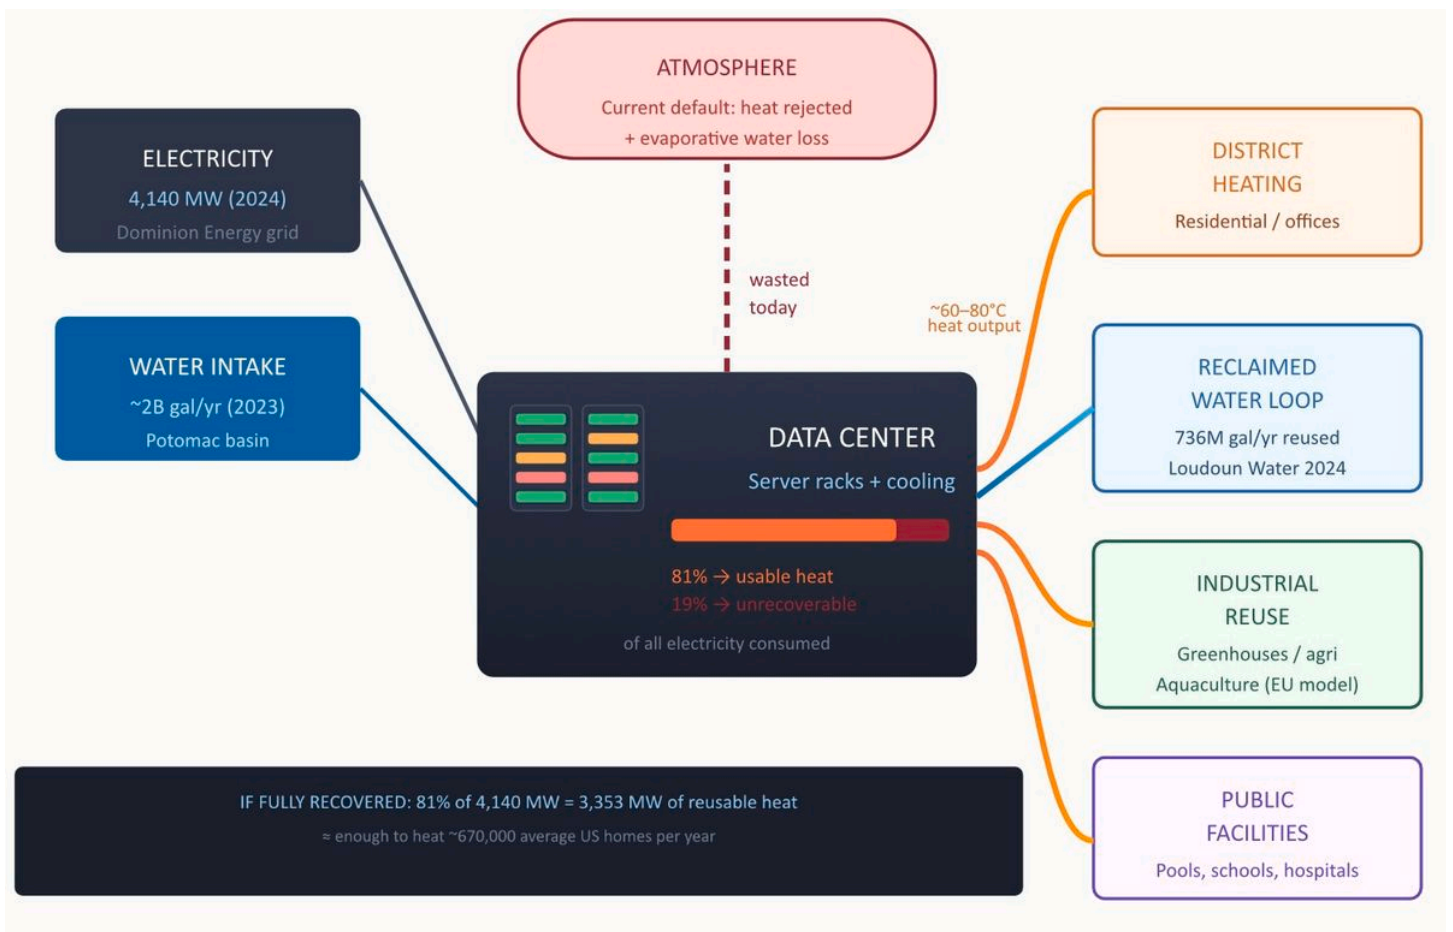 ATMOSPHERE
Current default: heat rejected
+ evaporative water loss
ELECTRICITY
4,140 MW (2024)
Dominion Energy grid
WATER INTAKE
~2B gal/yr (2023)
Potomac basin
wasted
today
~60–80°C
heat output
DATA CENTER
Server racks + cooling
81% → usable heat
19% → unrecoverable
of all electricity consumed
DISTRICT
HEATING
Residential / offices
RECLAIMED
WATER LOOP
736M gal/yr reused
Loudoun Water 2024
INDUSTRIAL
REUSE
Greenhouses / agri
Aquaculture (EU model)
PUBLIC
FACILITIES
Pools, schools, hospitals
IF FULLY RECOVERED: 81% of 4,140 MW = 3,353 MW of reusable heat
≈ enough to heat ~670,000 average US homes per year